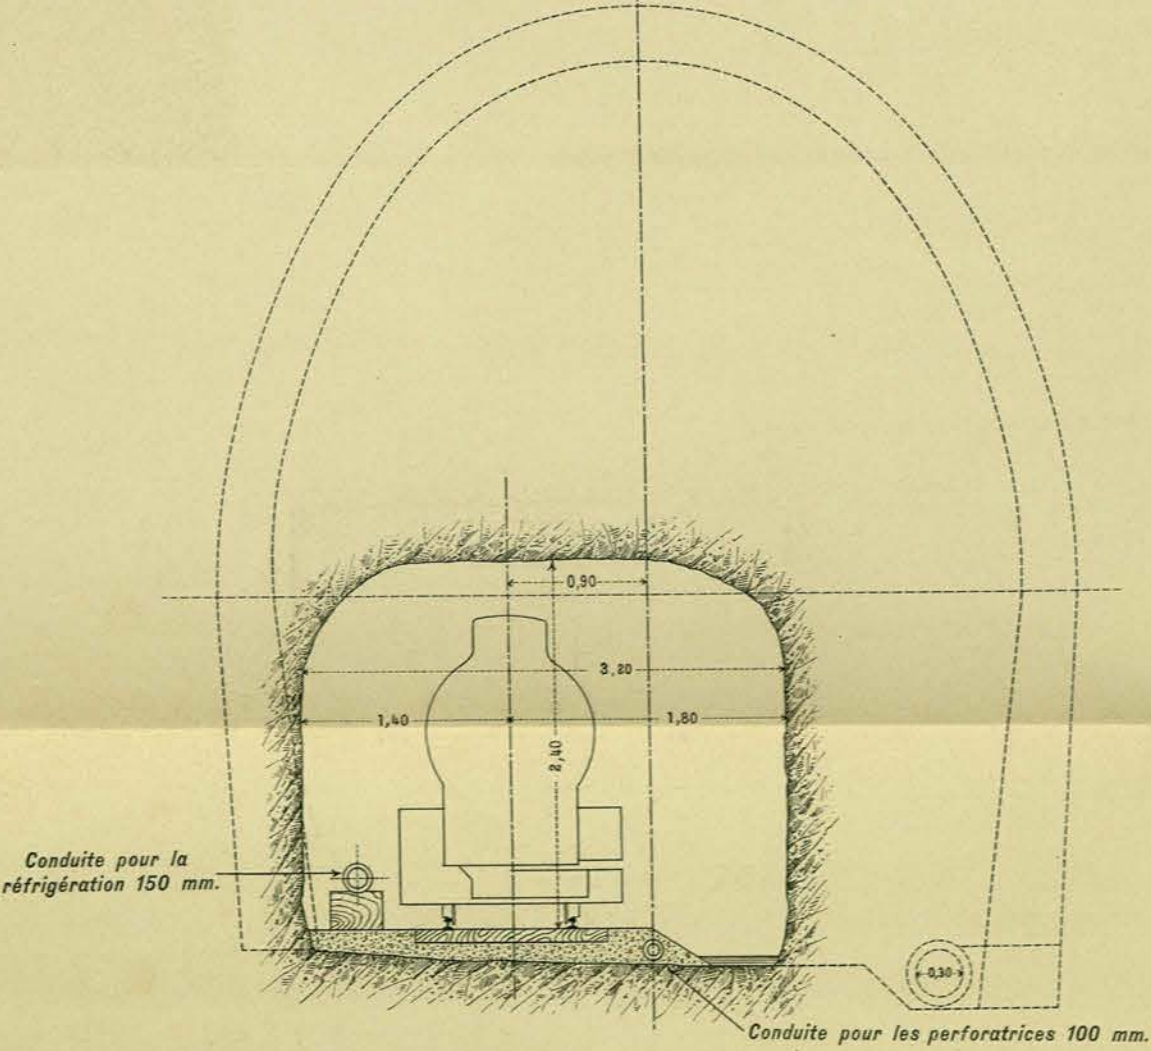 0,90
3,20
1,40
1,80
2,40
Conduite pour la
réfrigération 150 mm.
0,30
Conduite pour les perforatrices 100 mm.